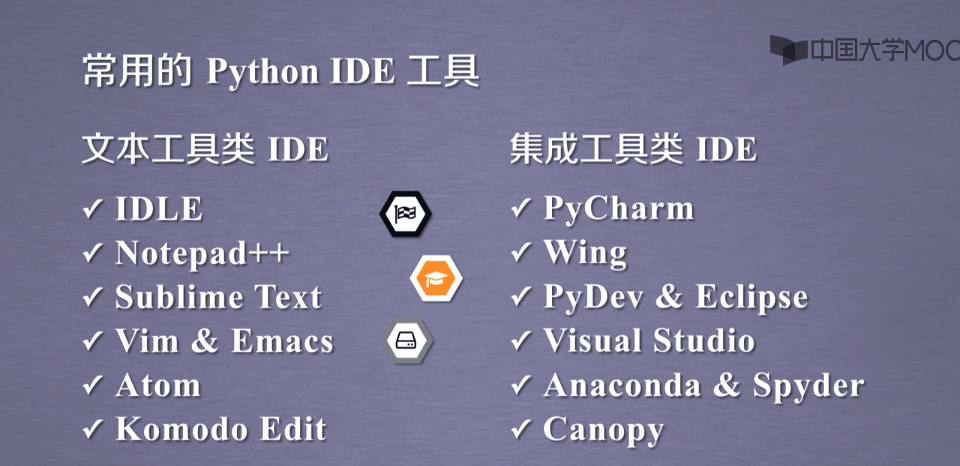 中国大学MOO
常用的 Python IDE 工具
文本工具类 IDE
✓ IDLE
✓ Notepad++
✓ Sublime Text
✓ Vim & Emacs
✓ Atom
✓ Komodo Edit
集成工具类 IDE
✓ PyCharm
✓ Wing
✓ PyDev & Eclipse
✓ Visual Studio
✓ Anaconda & Spyder
✓ Canopy